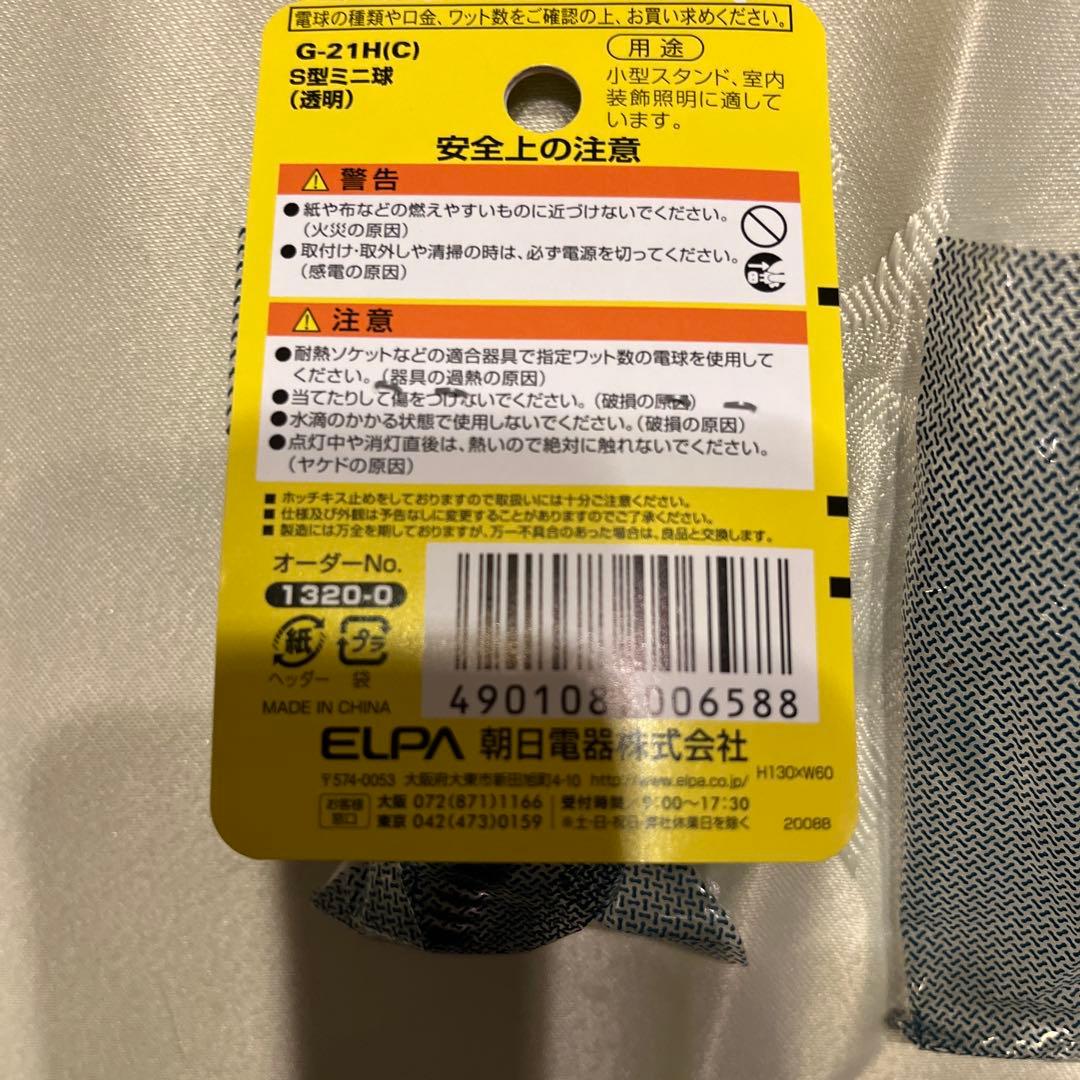 電球の種類や口金、ワット数をご確認の上、お買い求めください。
G-21H(C)
S型ミニ球
(透明)
用途
小型スタンド、室内
装飾照明に適して
います。
安全上の注意
警告
●紙や布などの燃えやすいものに近づけないでください。
(火災の原因)
●取付け・取外しや清掃の時は、必ず電源を切ってください。
(感電の原因)
注意
●耐熱ソケットなどの適合器具で指定ワット数の電球を使用して
ください。(器具の過熱の原因)
●当てたりして傷をつけないでください。(破損の原因)
●水滴のかかる状態で使用しないでください。(破損の原因)
●点灯中や消灯直後は、熱いので絶対に触れないでください。
(ヤケドの原因)
■ホッチキス止めをしておりますので取扱いには十分ご注意ください。
■仕様及び外観は予告なしに変更することがありますのでご了承ください。
■製造には万全を期しておりますが、万一不具合のあった場合は、良品と交換します。
オーダーNo.
1320-0
紙 プラ
ヘッダー 袋
MADE IN CHINA
4901087006588
ELPA 朝日電器株式会社
〒574-0053 大阪府大東市新田旭町4-10 http://www.elpa.co.jp/
H130×W60
お客様窓口
大阪 072(871)1166 受付時間/9:00〜17:30
東京 042(473)0159 ※土・日・祝日・弊社休業日を除く
2008B